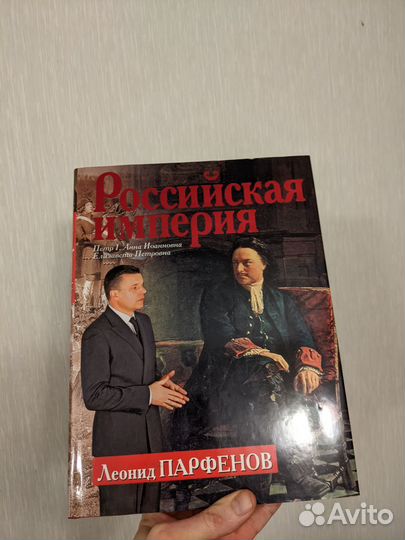 Российская
империя
Петр I. Анна Иоанновна
Елизавета Петровна
Леонид ПАРФЕНОВ
Avito